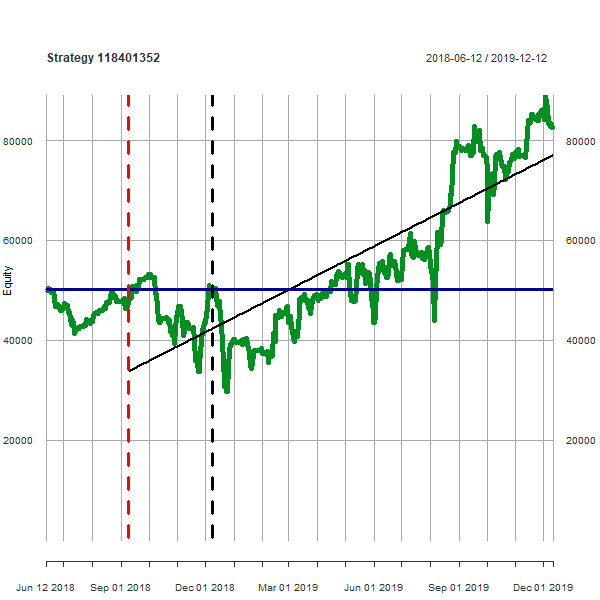 Strategy 118401352 2018-06-12 / 2019-12-12
80000 80000
60000 60000
Equity
40000 40000
20000 20000
Jun 12 2018 Sep 01 2018 Dec 01 2018 Mar 01 2019 Jun 01 2019 Sep 01 2019 Dec 01 2019